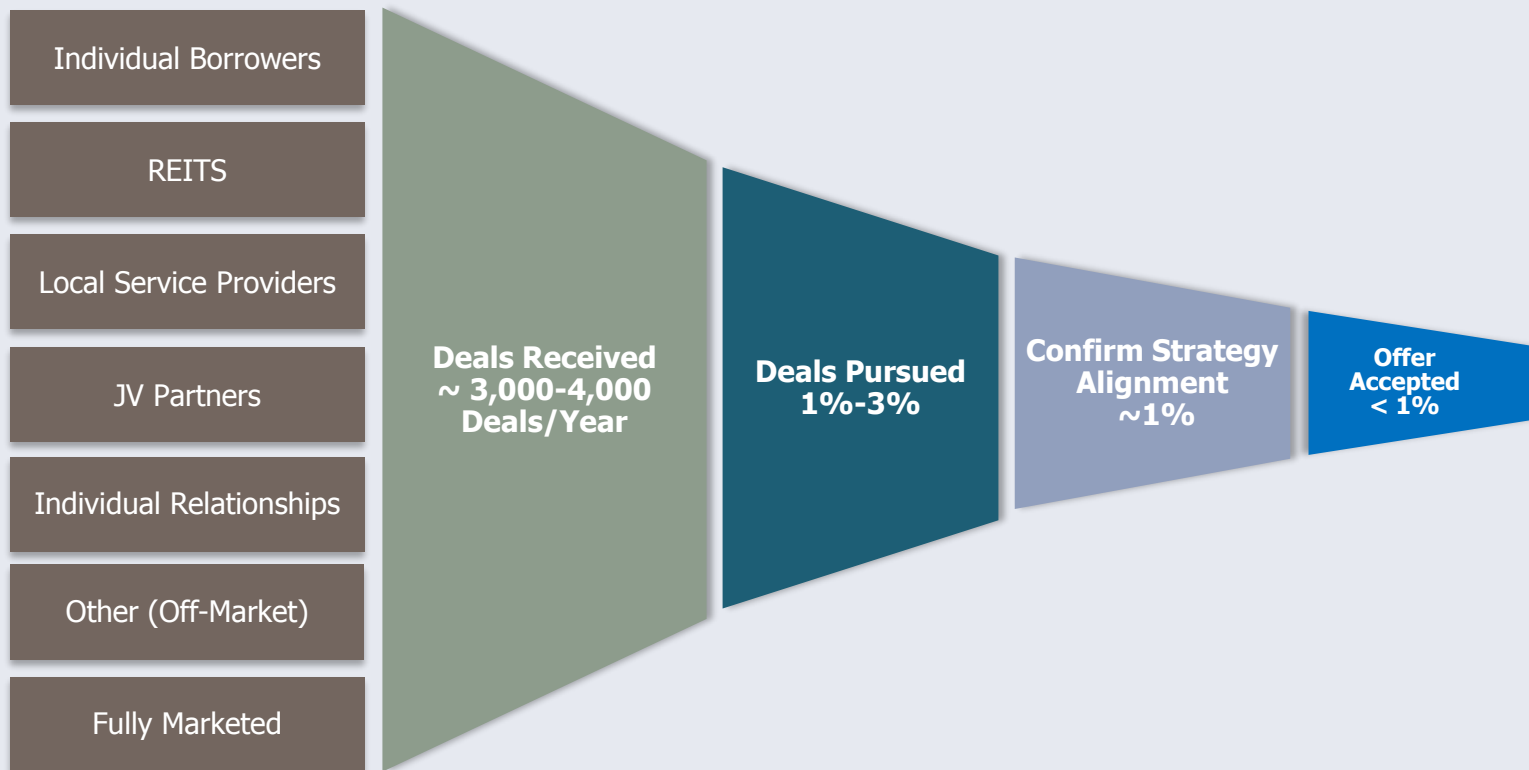 Individual Borrowers
REITS
Local Service Providers
JV Partners
Individual Relationships
Other (Off-Market)
Fully Marketed
Deals Received
~ 3,000-4,000
Deals/Year
Deals Pursued
1%-3%
Confirm Strategy
Alignment
~1%
Offer
Accepted
< 1%